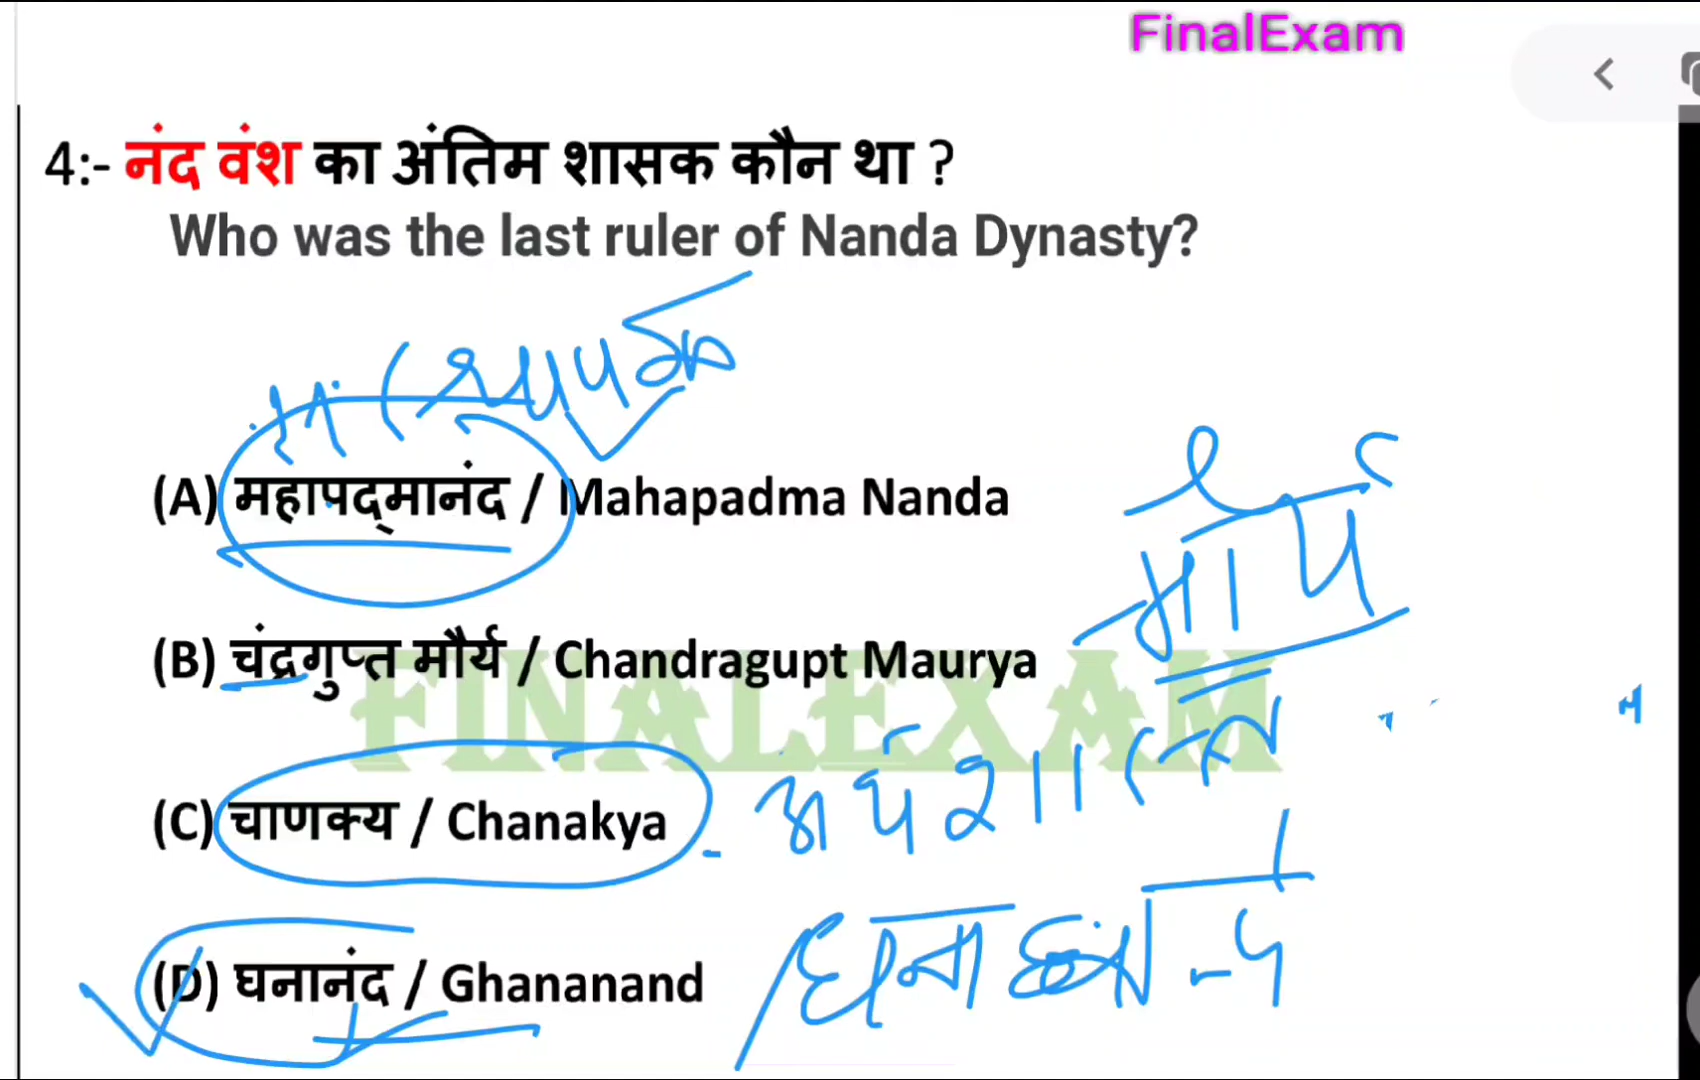 FinalExam
4:- नंद वंश का अंतिम शासक कौन था ?
Who was the last ruler of Nanda Dynasty?
(A) महापद्मानंद / Mahapadma Nanda
(B) चंद्रगुप्त मौर्य / Chandragupt Maurya
FINALEXAM
(C) चाणक्य / Chanakya
(D) घनानंद / Ghananand